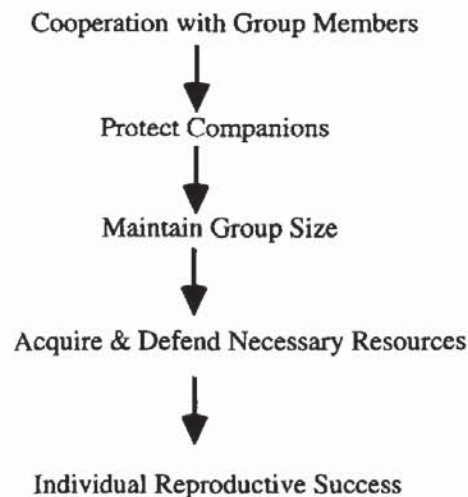 Cooperation with Group Members
Protect Companions
Maintain Group Size
Acquire & Defend Necessary Resources
Individual Reproductive Success